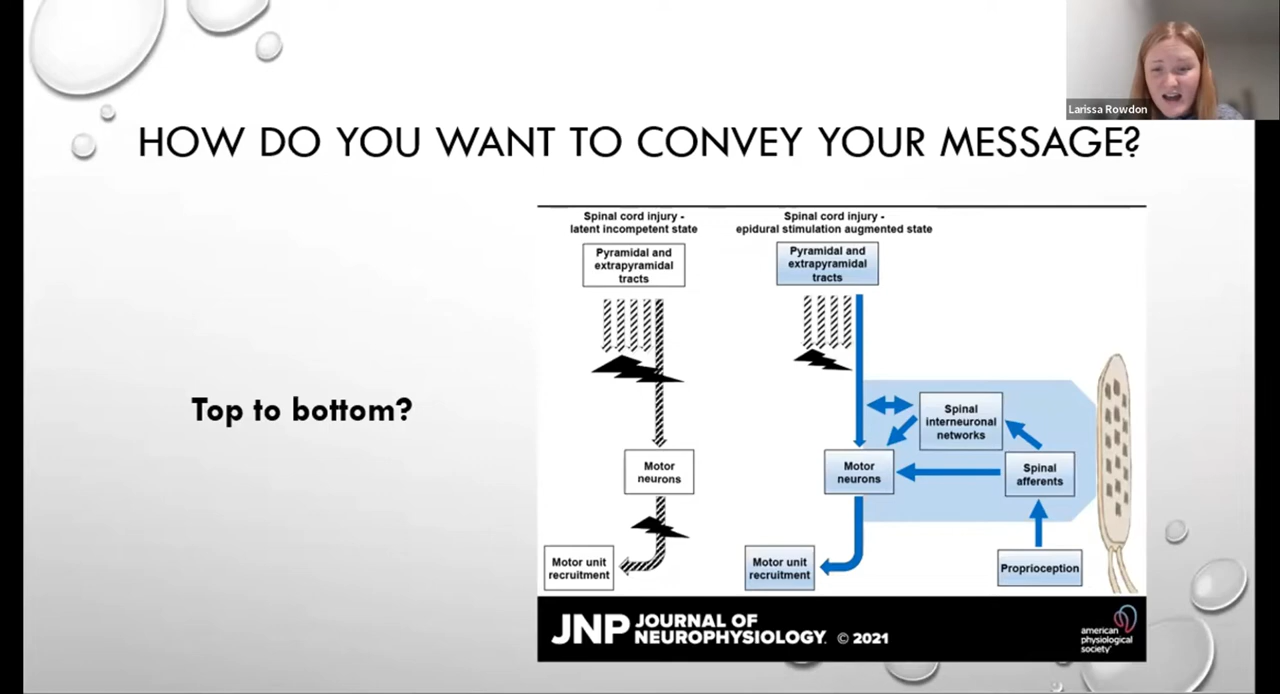 Larissa Rowdon
HOW DO YOU WANT TO CONVEY YOUR MESSAGE?
Top to bottom?
Spinal cord injury -
latent incompetent state
Pyramidal and
extrapyramidal
tracts
Motor
neurons
Motor unit
recruitment
Spinal cord injury -
epidural stimulation augmented state
Pyramidal and
extrapyramidal
tracts
Spinal
interneuronal
networks
Motor
neurons
Spinal
afferents
Motor unit
recruitment
Proprioception
JNP JOURNAL OF
NEUROPHYSIOLOGY. © 2021
american
physiological
society